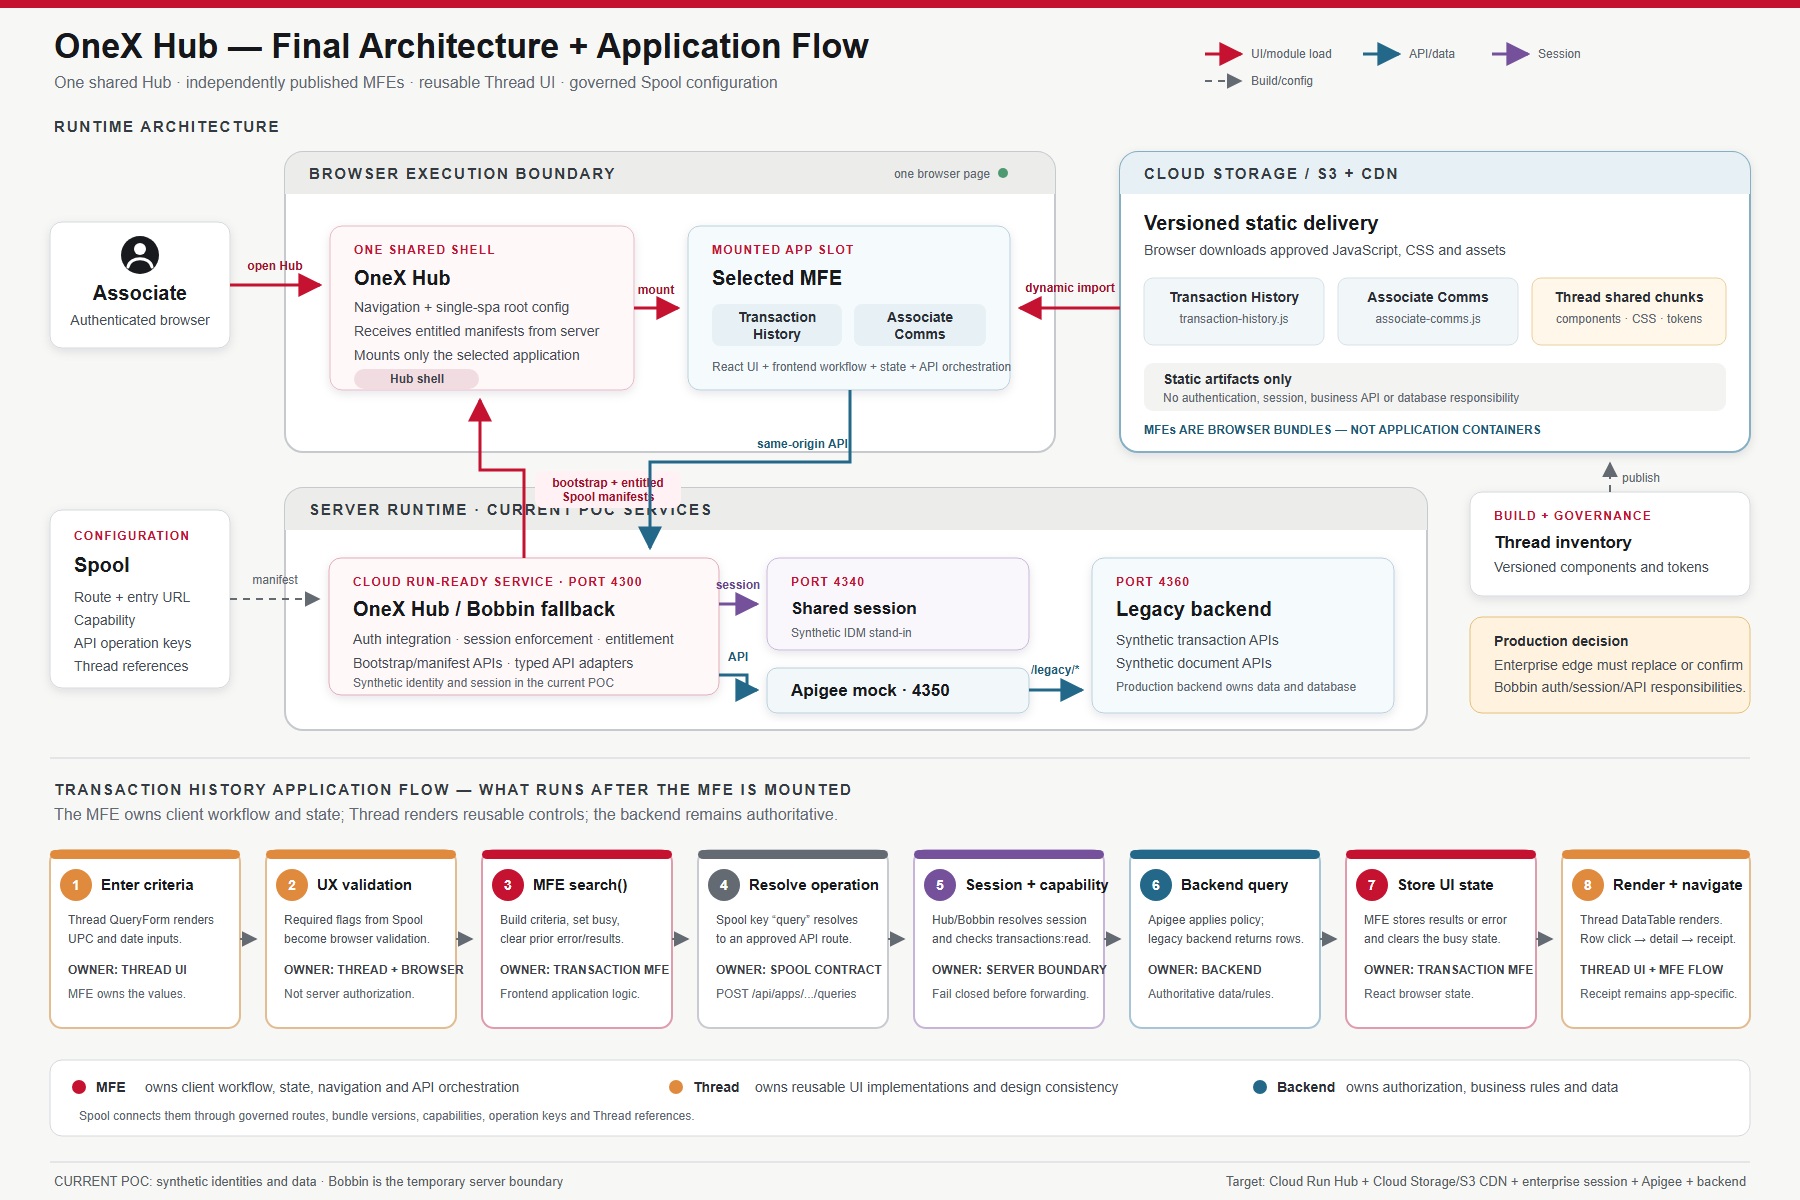 OneX Hub — Final Architecture + Application Flow
One shared Hub · independently published MFEs · reusable Thread UI · governed Spool configuration
UI/module load
API/data
Session
Build/config
RUNTIME ARCHITECTURE
BROWSER EXECUTION BOUNDARY
one browser page
Associate
Authenticated browser
open Hub
ONE SHARED SHELL
OneX Hub
Navigation + single-spa root config
Receives entitled manifests from server
Mounts only the selected application
Hub shell
mount
MOUNTED APP SLOT
Selected MFE
Transaction
History
Associate
Comms
React UI + frontend workflow + state + API orchestration
dynamic import
CLOUD STORAGE / S3 + CDN
Versioned static delivery
Browser downloads approved JavaScript, CSS and assets
Transaction History
transaction-history.js
Associate Comms
associate-comms.js
Thread shared chunks
components · CSS · tokens
Static artifacts only
No authentication, session, business API or database responsibility
MFEs ARE BROWSER BUNDLES — NOT APPLICATION CONTAINERS
same-origin API
bootstrap + entitled
Spool manifests
publish
CONFIGURATION
Spool
Route + entry URL
Capability
API operation keys
Thread references
manifest
SERVER RUNTIME · CURRENT POC SERVICES
CLOUD RUN-READY SERVICE · PORT 4300
OneX Hub / Bobbin fallback
Auth integration · session enforcement · entitlement
Bootstrap/manifest APIs · typed API adapters
Synthetic identity and session in the current POC
session
API
PORT 4340
Shared session
Synthetic IDM stand-in
Apigee mock · 4350
/legacy/*
PORT 4360
Legacy backend
Synthetic transaction APIs
Synthetic document APIs
Production backend owns data and database
BUILD + GOVERNANCE
Thread inventory
Versioned components and tokens
Production decision
Enterprise edge must replace or confirm
Bobbin auth/session/API responsibilities.
TRANSACTION HISTORY APPLICATION FLOW — WHAT RUNS AFTER THE MFE IS MOUNTED
The MFE owns client workflow and state; Thread renders reusable controls; the backend remains authoritative.
1 Enter criteria
Thread QueryForm renders
UPC and date inputs.
OWNER: THREAD UI
MFE owns the values.
2 UX validation
Required flags from Spool
become browser validation.
OWNER: THREAD + BROWSER
Not server authorization.
3 MFE search()
Build criteria, set busy,
clear prior error/results.
OWNER: TRANSACTION MFE
Frontend application logic.
4 Resolve operation
Spool key “query” resolves
to an approved API route.
OWNER: SPOOL CONTRACT
POST /api/apps/.../queries
5 Session + capability
Hub/Bobbin resolves session
and checks transactions:read.
OWNER: SERVER BOUNDARY
Fail closed before forwarding.
6 Backend query
Apigee applies policy;
legacy backend returns rows.
OWNER: BACKEND
Authoritative data/rules.
7 Store UI state
MFE stores results or error
and clears the busy state.
OWNER: TRANSACTION MFE
React browser state.
8 Render + navigate
Thread DataTable renders.
Row click → detail → receipt.
THREAD UI + MFE FLOW
Receipt remains app-specific.
MFE owns client workflow, state, navigation and API orchestration
Thread owns reusable UI implementations and design consistency
Backend owns authorization, business rules and data
Spool connects them through governed routes, bundle versions, capabilities, operation keys and Thread references.
CURRENT POC: synthetic identities and data · Bobbin is the temporary server boundary
Target: Cloud Run Hub + Cloud Storage/S3 CDN + enterprise session + Apigee + backend